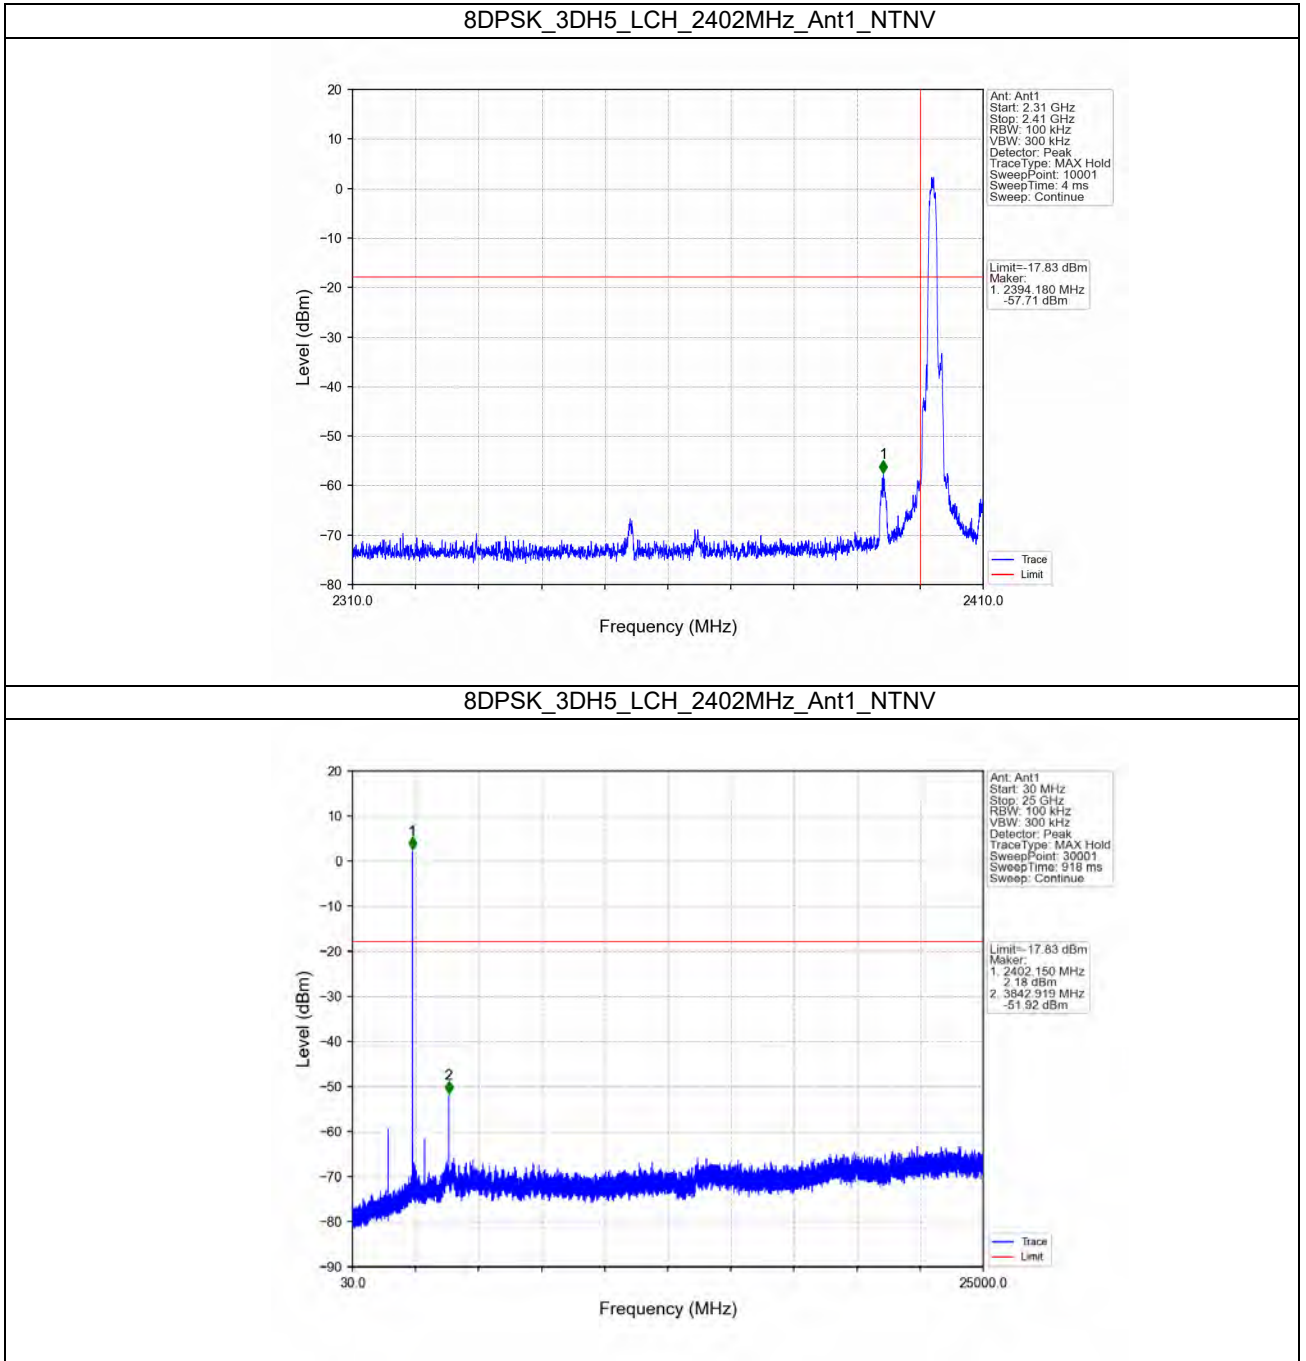 8DPSK_3DH5_LCH_2402MHz_Ant1_NTNV
20
10
0
−10
−20
−30
−40
−50
−60
−70
−80
Level (dBm)
2310.0
2410.0
Frequency (MHz)
1
Ant: Ant1
Start: 2.31 GHz
Stop: 2.41 GHz
RBW: 100 kHz
VBW: 300 kHz
Detector: Peak
TraceType: MAX Hold
SweepPoint: 10001
SweepTime: 4 ms
Sweep: Continue
Limit=-17.83 dBm
Maker:
1. 2394.180 MHz
-57.71 dBm
Trace
Limit
8DPSK_3DH5_LCH_2402MHz_Ant1_NTNV
20
10
0
−10
−20
−30
−40
−50
−60
−70
−80
−90
Level (dBm)
30.0
25000.0
Frequency (MHz)
1
2
Ant: Ant1
Start: 30 MHz
Stop: 25 GHz
RBW: 100 kHz
VBW: 300 kHz
Detector: Peak
TraceType: MAX Hold
SweepPoint: 30001
SweepTime: 918 ms
Sweep: Continue
Limit=-17.83 dBm
Maker:
1. 2402.150 MHz
2.18 dBm
2. 3842.919 MHz
-51.92 dBm
Trace
Limit